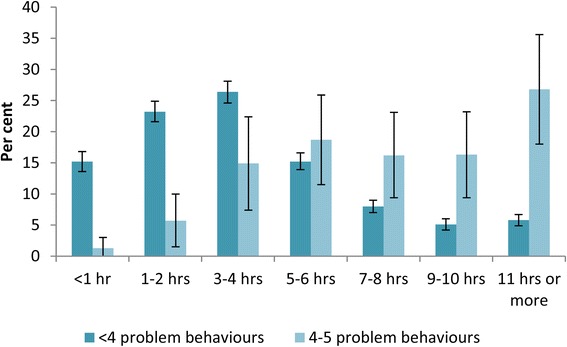 40
35
30
25
20
15
10
5
0
Per cent
<1 hr 1-2 hrs 3-4 hrs 5-6 hrs 7-8 hrs 9-10 hrs 11 hrs or
more
<4 problem behaviours 4-5 problem behaviours